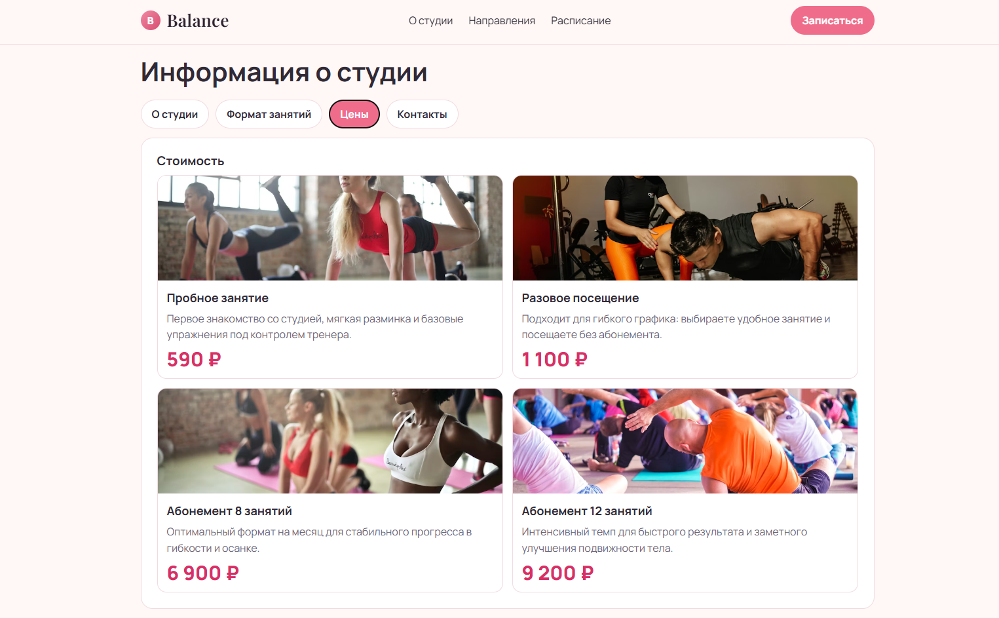 B Balance
О студии Направления Расписание
Записаться
Информация о студии
О студии Формат занятий Цены Контакты
Стоимость
Пробное занятие
Первое знакомство со студией, мягкая разминка и базовые
упражнения под контролем тренера.
590 ₽
Разовое посещение
Подходит для гибкого графика: выбираете удобное занятие и
посещаете без абонемента.
1 100 ₽
Абонемент 8 занятий
Оптимальный формат на месяц для стабильного прогресса в
гибкости и осанке.
6 900 ₽
Абонемент 12 занятий
Интенсивный темп для быстрого результата и заметного
улучшения подвижности тела.
9 200 ₽